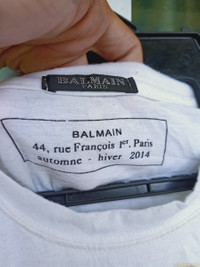 BALMAIN
PARIS
BALMAIN
44, rue François 1er, Paris
automne - hiver 2014